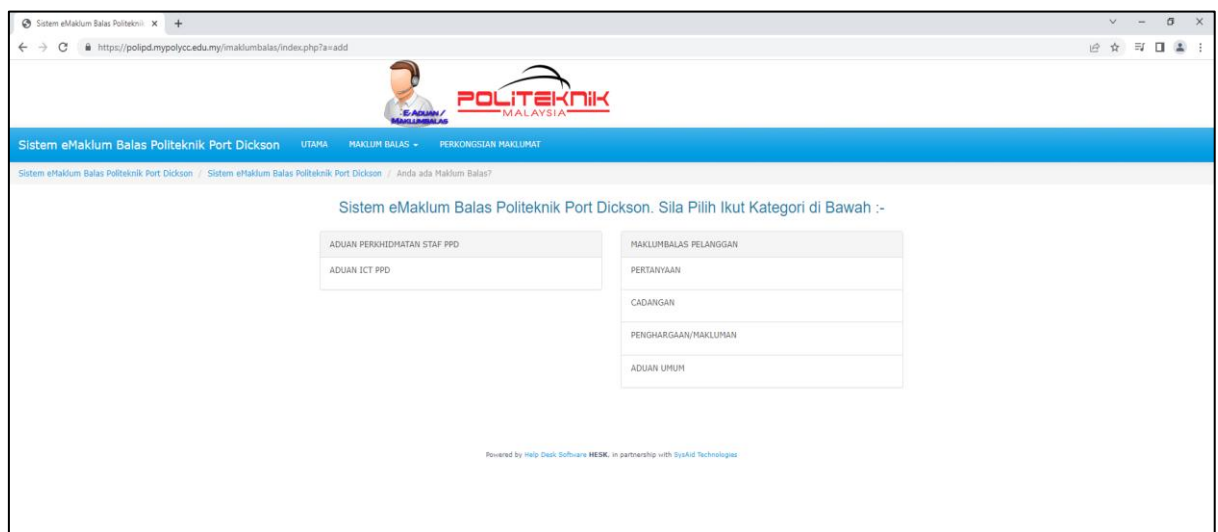 Sistem eMaklum Balas Politeknik
https://polipd.mypolycc.edu.my/imaklumbalas/index.php?a=add
E-ADUAN /
MAKLUMBALAS
POLITEKNIK
MALAYSIA
Sistem eMaklum Balas Politeknik Port Dickson UTAMA MAKLUM BALAS PERKONGSIAN MAKLUMAT
Sistem eMaklum Balas Politeknik Port Dickson / Sistem eMaklum Balas Politeknik Port Dickson / Anda ada Maklum Balas?
Sistem eMaklum Balas Politeknik Port Dickson. Sila Pilih Ikut Kategori di Bawah :-
ADUAN PERKHIDMATAN STAF PPD
ADUAN ICT PPD
MAKLUMBALAS PELANGGAN
PERTANYAAN
CADANGAN
PENGHARGAAN/MAKLUMAN
ADUAN UMUM
Powered by Help Desk Software HESK, in partnership with SysAid Technologies